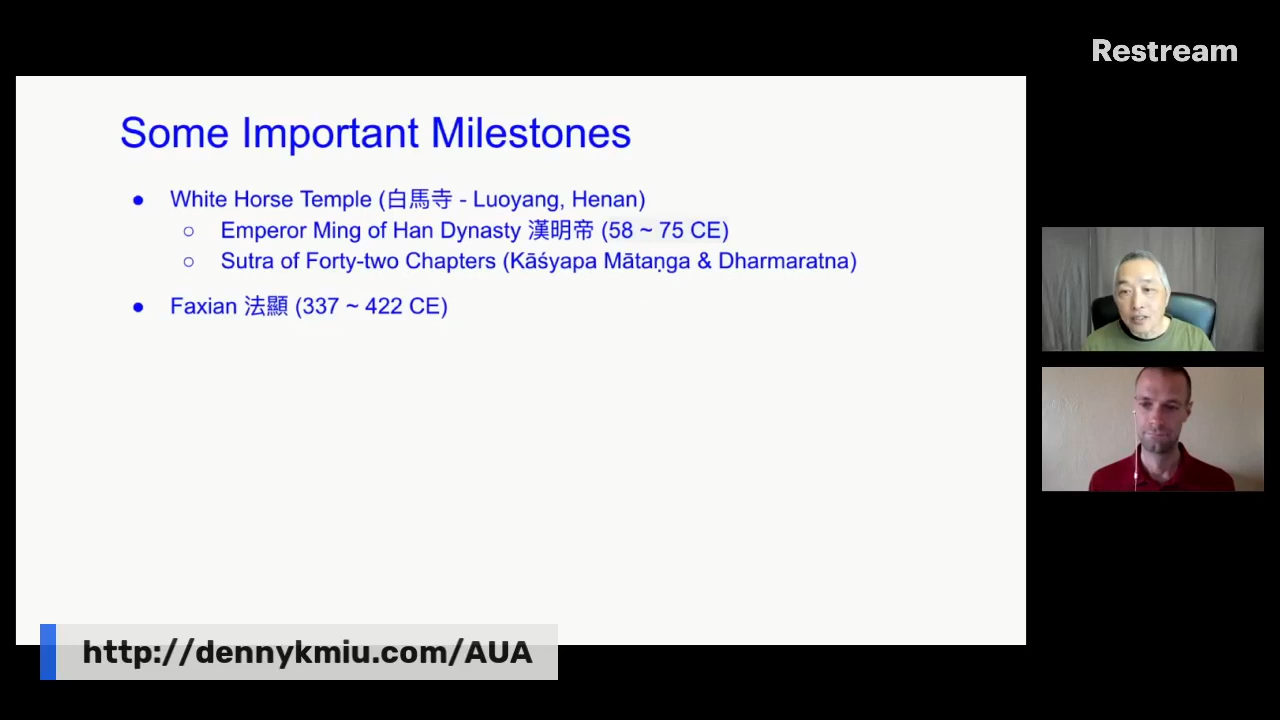 Restream
Some Important Milestones
● White Horse Temple (白馬寺 - Luoyang, Henan)
○ Emperor Ming of Han Dynasty 漢明帝 (58 ~ 75 CE)
○ Sutra of Forty-two Chapters (Kāśyapa Mātaṇga & Dharmaratna)
● Faxian 法顯 (337 ~ 422 CE)
http://dennykmiu.com/AUA